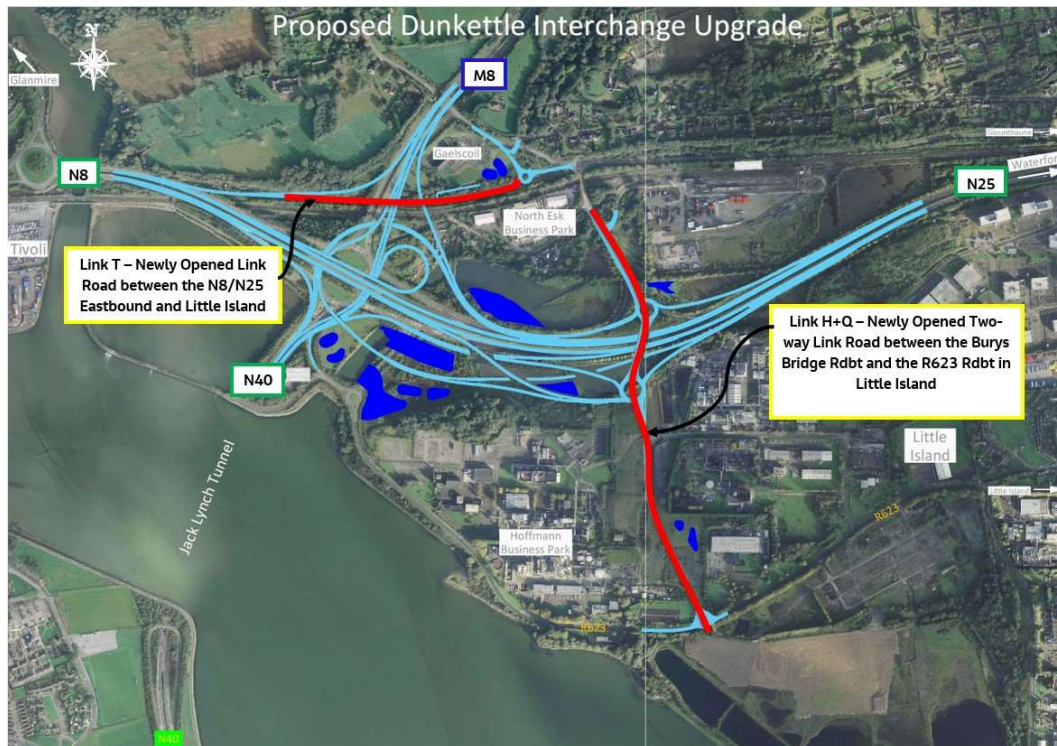 Proposed Dunkettle Interchange Upgrade
N
Glanmire
M8
Gaelscoil
Glounthaune
Waterford
N8
N25
North Esk
Business Park
Tivoli
Link T – Newly Opened Link
Road between the N8/N25
Eastbound and Little Island
Link H+Q – Newly Opened Two-
way Link Road between the Burys
Bridge Rdbt and the R623 Rdbt in
Little Island
N40
Little
Island
Little Island
R623
Jack Lynch Tunnel
Hoffmann
Business Park
R623
N40